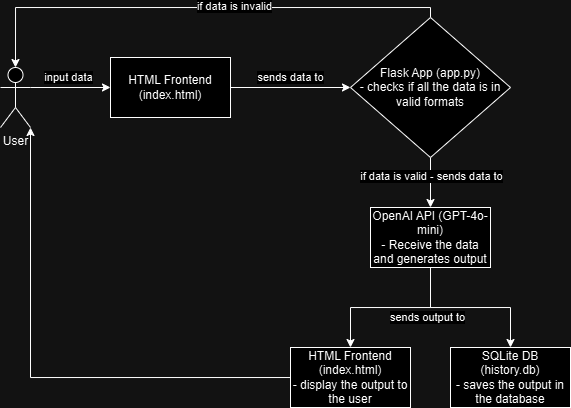 if data is invalid
input data
HTML Frontend
(index.html)
sends data to
Flask App (app.py)
- checks if all the data is in
valid formats
User
if data is valid - sends data to
OpenAI API (GPT-4o-
mini)
- Receive the data
and generates output
sends output to
HTML Frontend
(index.html)
- display the output to
the user
SQLite DB
(history.db)
- saves the output in
the database